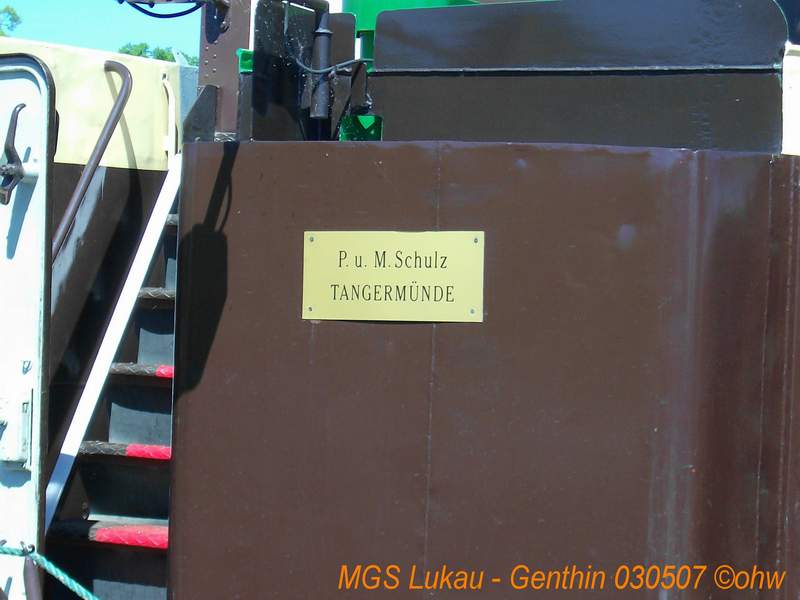 P. u. M. Schulz
TANGERMÜNDE
MGS Lukau - Genthin 030507 ©ohw